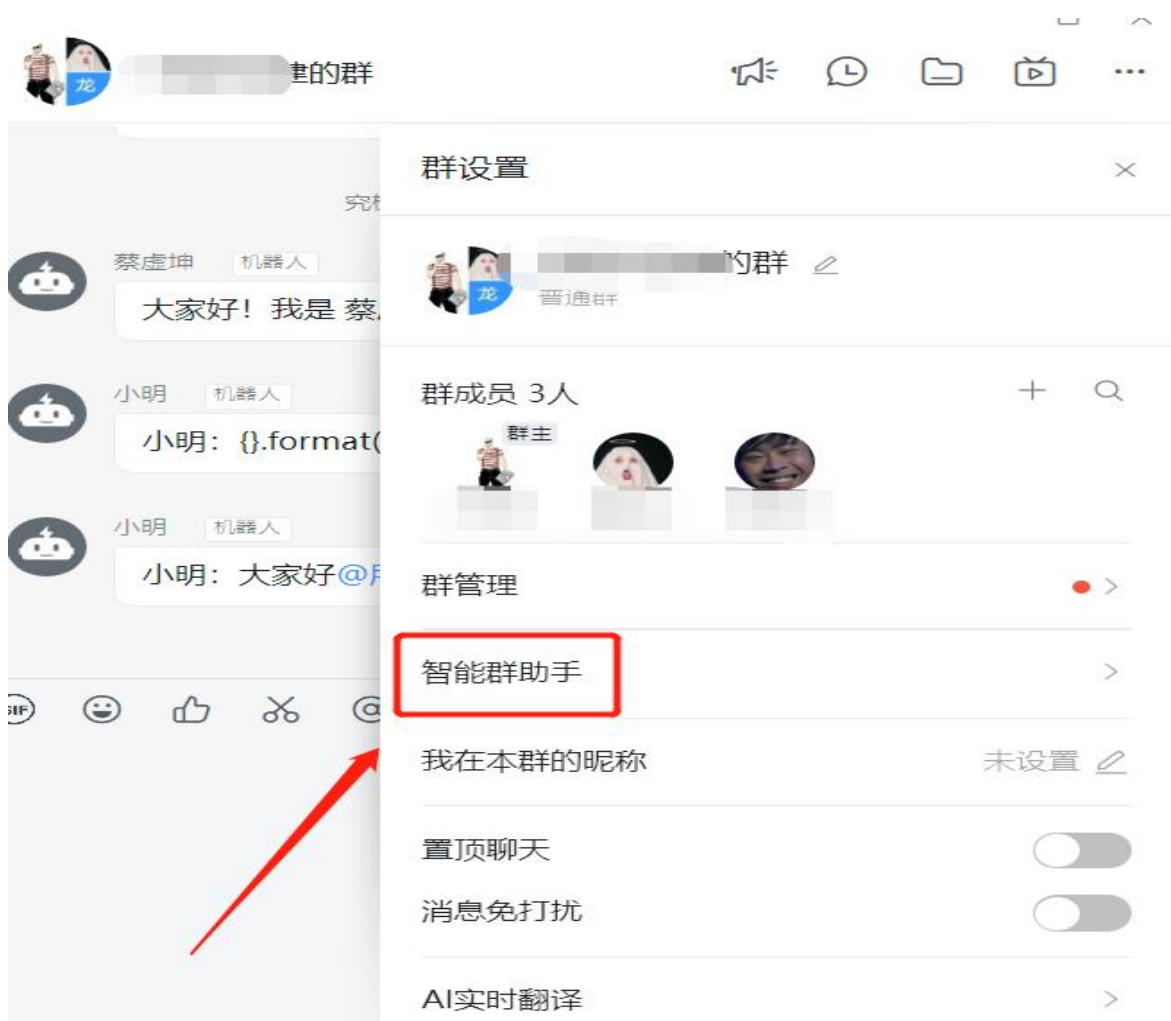 龙
建的群
究极
蔡虚坤 机器人
大家好！我是 蔡
小明 机器人
小明：{}.format(
小明 机器人
小明：大家好@
GIF
群设置
龙
的群
普通群
群成员 3人
群主
群管理
智能群助手
我在本群的昵称 未设置
置顶聊天
消息免打扰
AI实时翻译